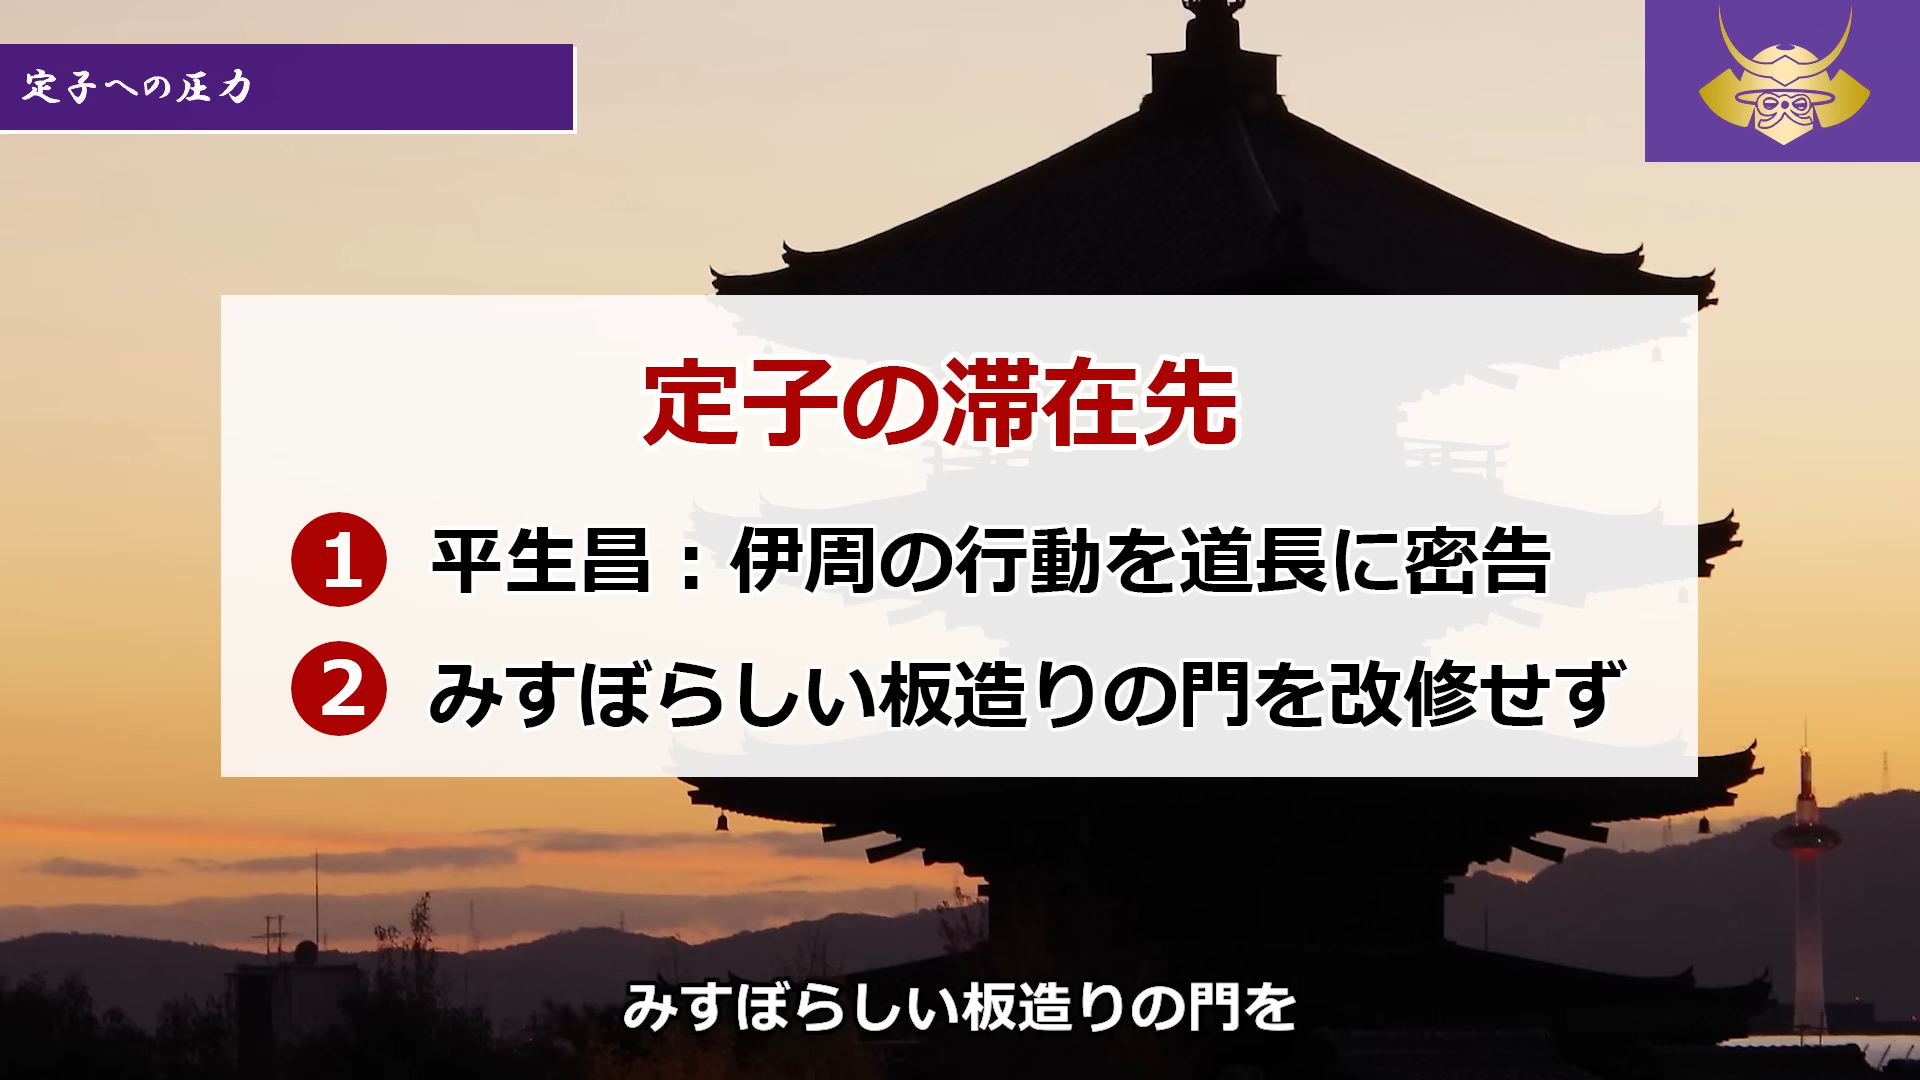 定子への圧力
定子の滞在先
1 平生昌：伊周の行動を道長に密告
2 みすぼらしい板造りの門を改修せず
みすぼらしい板造りの門を